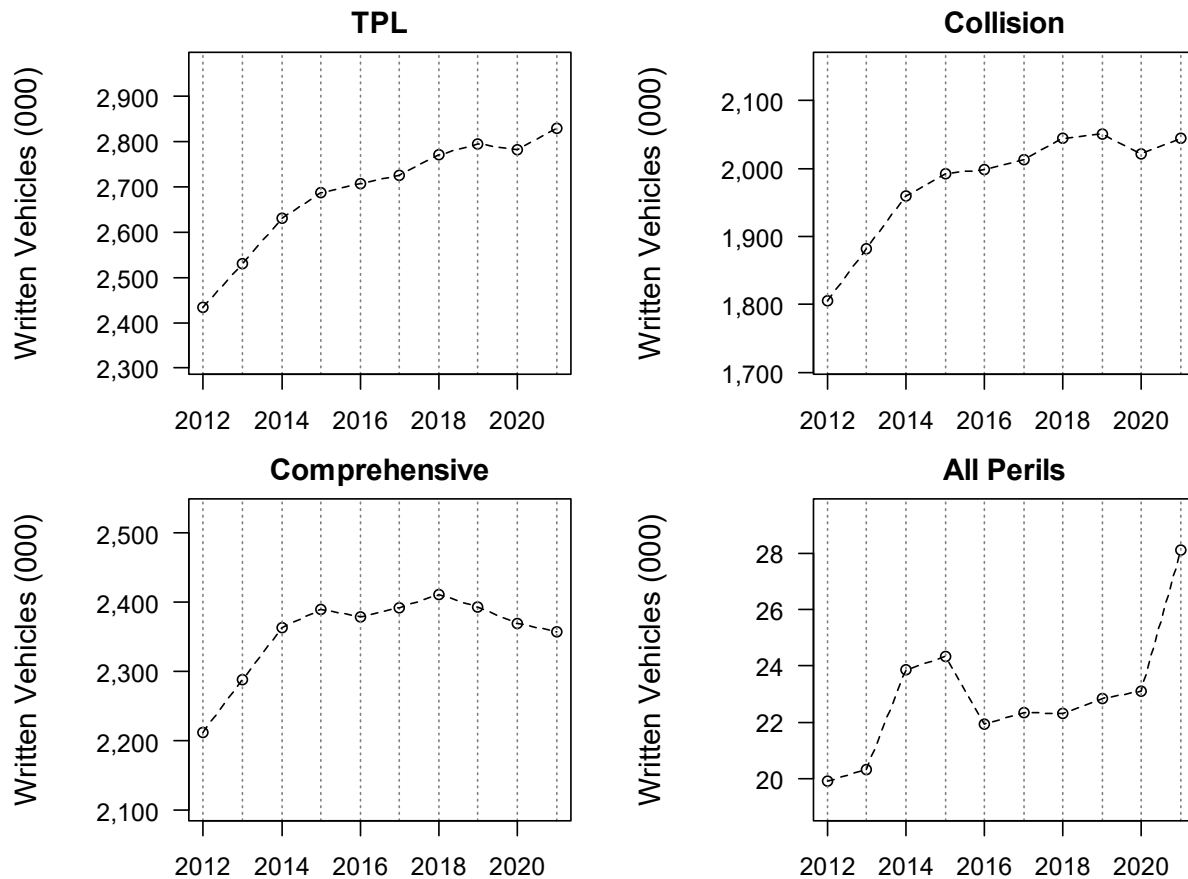 TPL
Written Vehicles (000)
2,900
2,800
2,700
2,600
2,500
2,400
2,300
2012 2014 2016 2018 2020
Collision
Written Vehicles (000)
2,100
2,000
1,900
1,800
1,700
2012 2014 2016 2018 2020
Comprehensive
Written Vehicles (000)
2,500
2,400
2,300
2,200
2,100
2012 2014 2016 2018 2020
All Perils
Written Vehicles (000)
28
26
24
22
20
2012 2014 2016 2018 2020